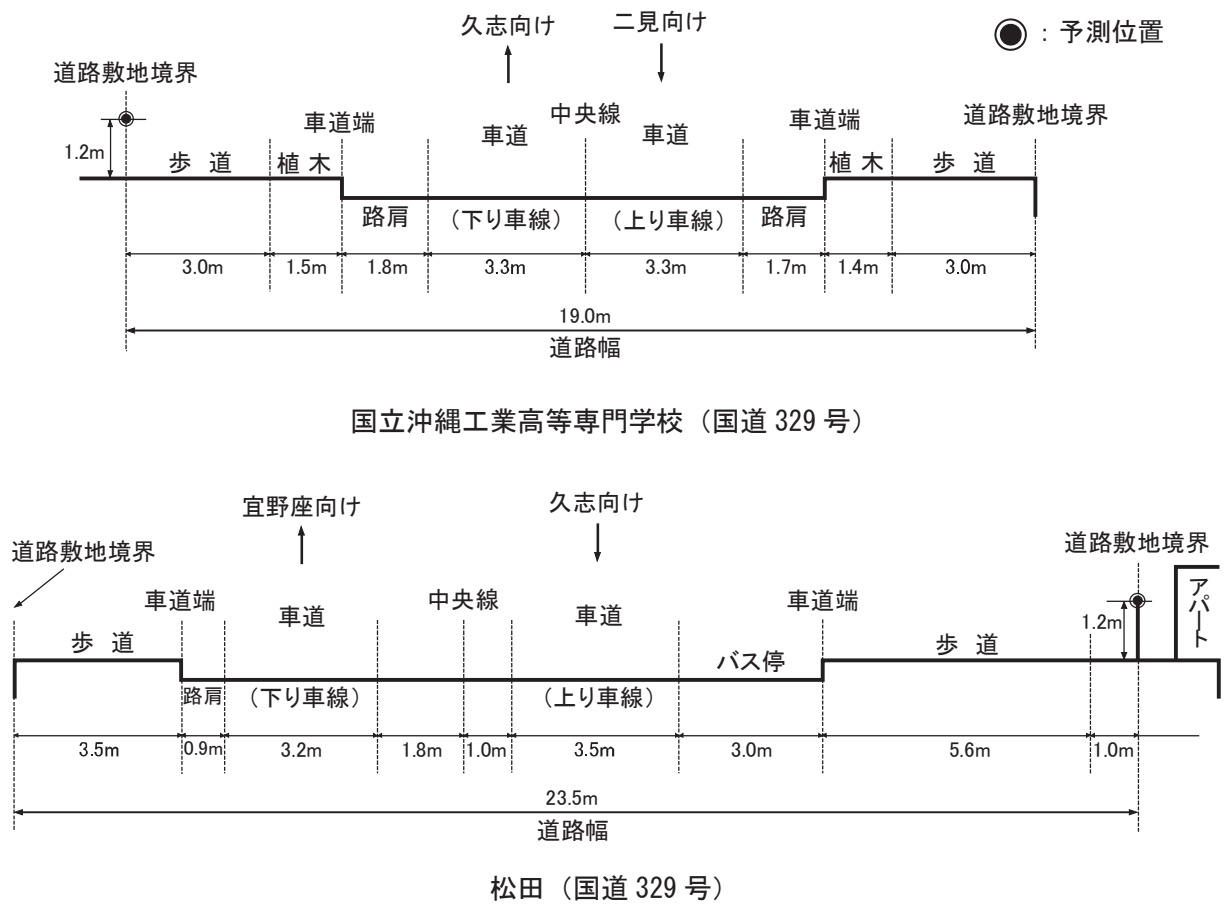 久志向け
二見向け
：予測位置
道路敷地境界
車道端
車道
中央線
車道
車道端
道路敷地境界
1.2m
歩 道
植 木
植 木
歩 道
路肩
（下り車線）
（上り車線）
路肩
3.0m
1.5m
1.8m
3.3m
3.3m
1.7m
1.4m
3.0m
19.0m
道路幅
国立沖縄工業高等専門学校（国道 329 号）
宜野座向け
久志向け
道路敷地境界
道路敷地境界
車道端
車道
中央線
車道
車道端
1.2m
アパート
歩 道
バス停
歩 道
路肩
（下り車線）
（上り車線）
3.5m
0.9m
3.2m
1.8m
1.0m
3.5m
3.0m
5.6m
1.0m
23.5m
道路幅
松田（国道 329 号）